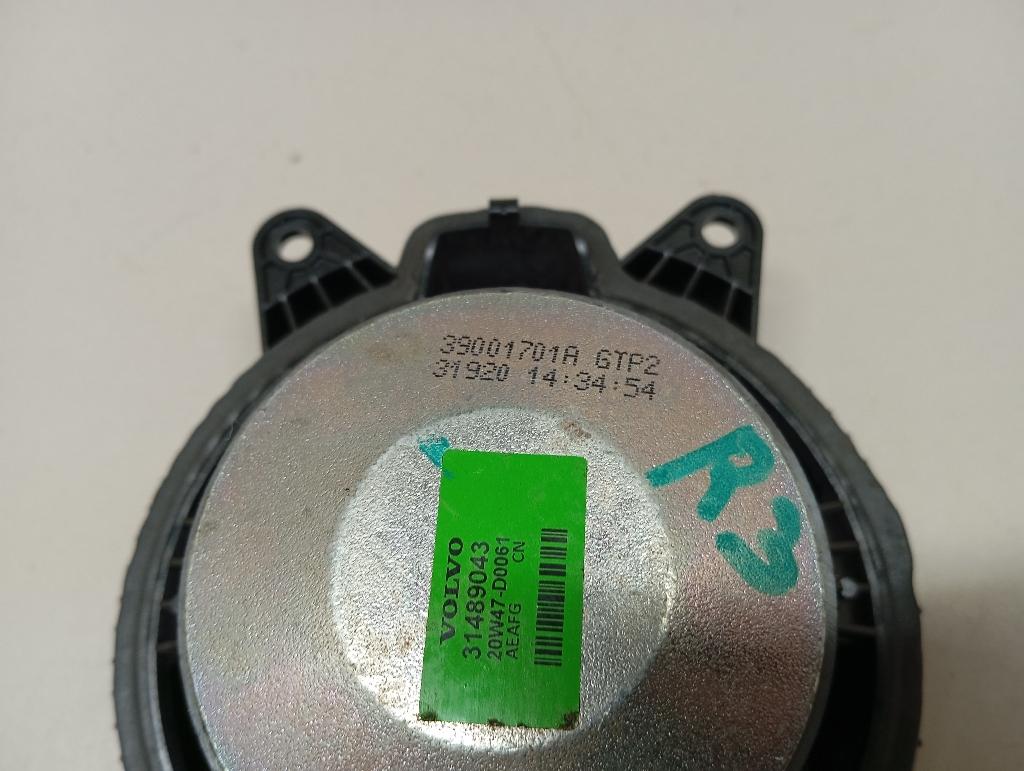 39001701A GTP2
31920 14:34:54
R3
VOLVO
31489043
20W47-D0061
AEAFG
CN